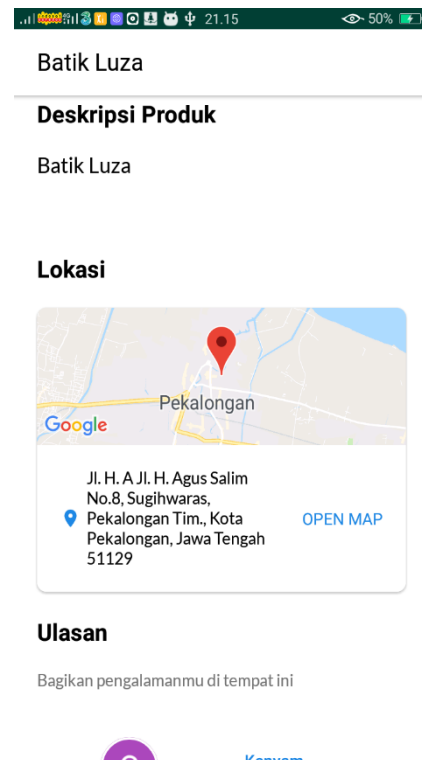 21.15
50%
Batik Luza
Deskripsi Produk
Batik Luza
Lokasi
Pekalongan
Google
Jl. H. A Jl. H. Agus Salim
No.8, Sugihwaras,
Pekalongan Tim., Kota
Pekalongan, Jawa Tengah
51129
OPEN MAP
Ulasan
Bagikan pengalamanmu di tempat ini